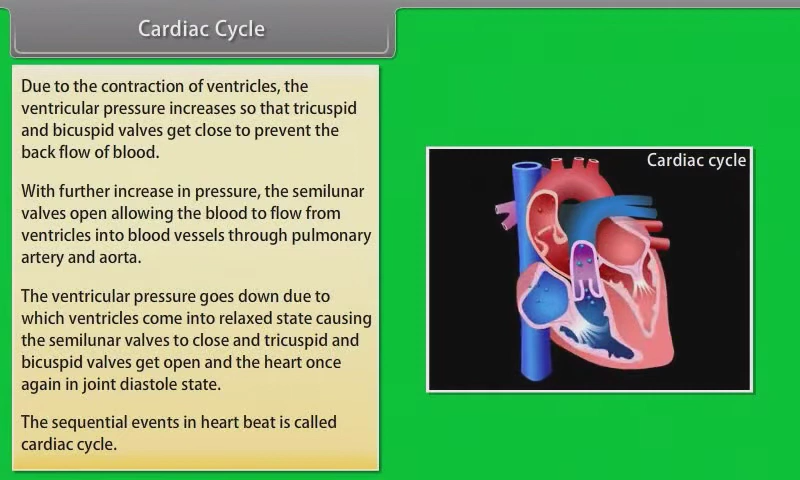 Cardiac Cycle
Due to the contraction of ventricles, the
ventricular pressure increases so that tricuspid
and bicuspid valves get close to prevent the
back flow of blood.
With further increase in pressure, the semilunar
valves open allowing the blood to flow from
ventricles into blood vessels through pulmonary
artery and aorta.
The ventricular pressure goes down due to
which ventricles come into relaxed state causing
the semilunar valves to close and tricuspid and
bicuspid valves get open and the heart once
again in joint diastole state.
The sequential events in heart beat is called
cardiac cycle.
Cardiac cycle